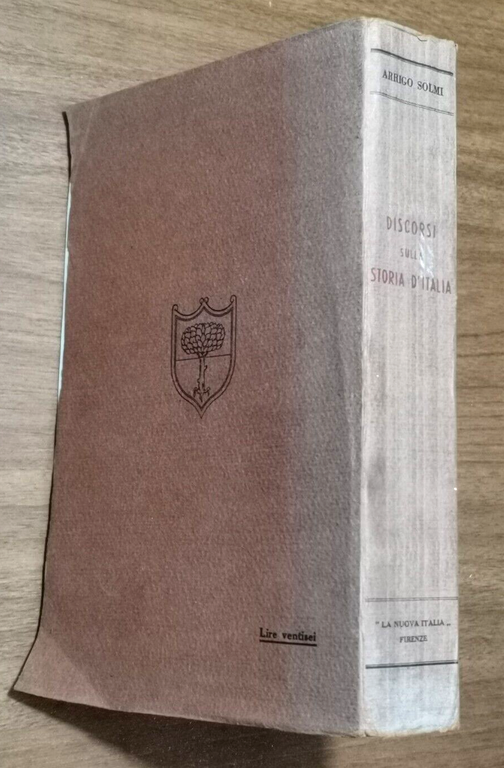 ARRIGO SOLMI
DISCORSI
SULLA
STORIA D'ITALIA
" LA NUOVA ITALIA „
FIRENZE
Lire ventisei